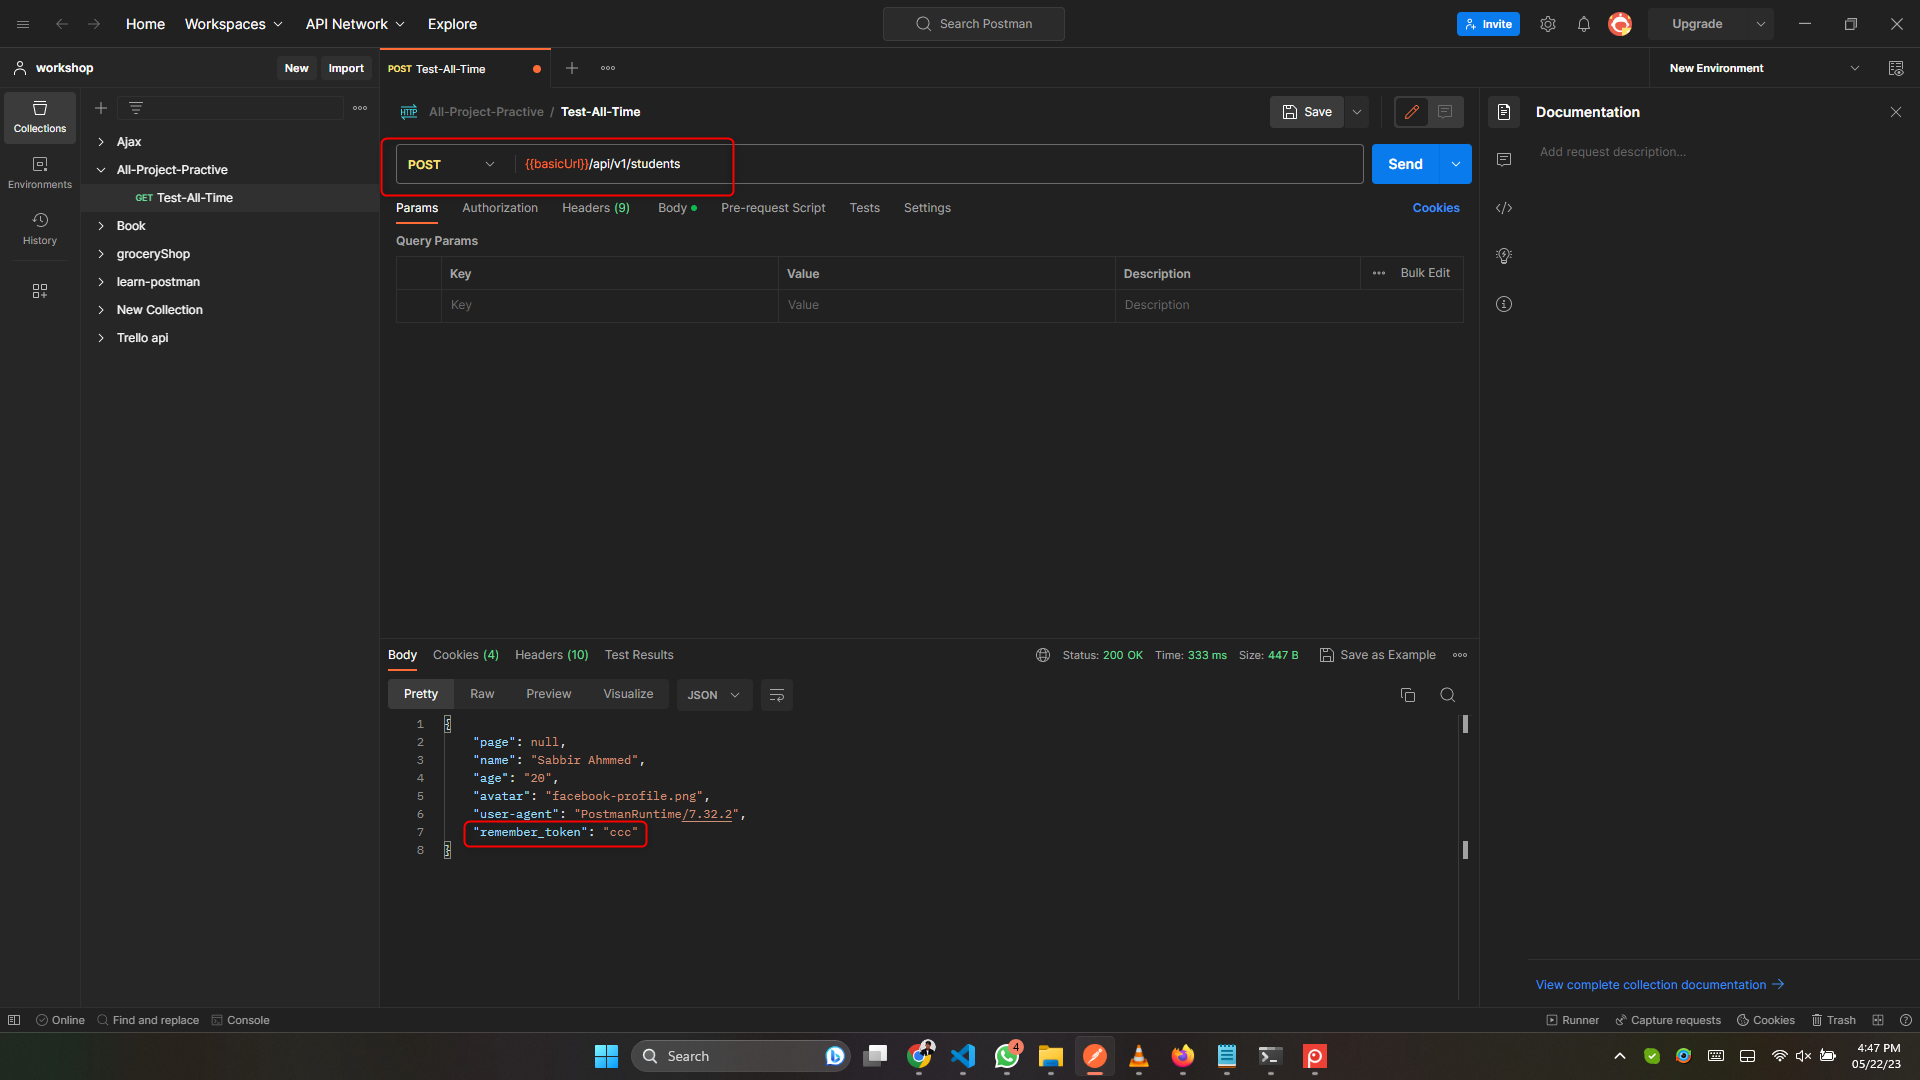 Home Workspaces API Network Explore Search Postman Invite Upgrade
workshop New Import POST Test-All-Time New Environment
Collections
Environments
History
Ajax
All-Project-Practive
GET Test-All-Time
Book
groceryShop
learn-postman
New Collection
Trello api
HTTP All-Project-Practive / Test-All-Time Save
POST {{basicUrl}}/api/v1/students Send
Params Authorization Headers (9) Body Pre-request Script Tests Settings Cookies
Query Params
Key Value Description Bulk Edit
Key Value Description
Documentation
Add request description...
Body Cookies (4) Headers (10) Test Results Status: 200 OK Time: 333 ms Size: 447 B Save as Example
Pretty Raw Preview Visualize JSON
1 {
2 "page": null,
3 "name": "Sabbir Ahmmed",
4 "age": "20",
5 "avatar": "facebook-profile.png",
6 "user-agent": "PostmanRuntime/7.32.2",
7 "remember_token": "ccc"
8 }
View complete collection documentation
Online Find and replace Console Runner Capture requests Cookies Trash
Search 4 4:47 PM
05/22/23